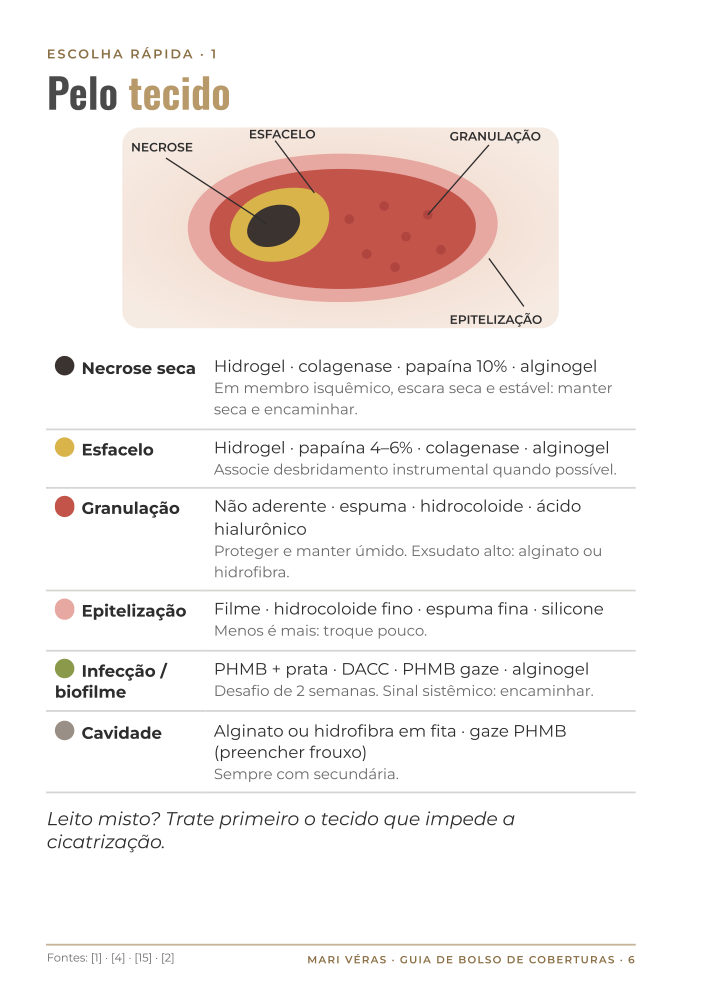 ESCOLHA RÁPIDA · 1
Pelo tecido
ESFACELO
GRANULAÇÃO
NECROSE
EPITELIZAÇÃO
Necrose seca
Hidrogel · colagenase · papaína 10% · alginogel
Em membro isquêmico, escara seca e estável: manter
seca e encaminhar.
Esfacelo
Hidrogel · papaína 4–6% · colagenase · alginogel
Associe desbridamento instrumental quando possível.
Granulação
Não aderente · espuma · hidrocoloide · ácido
hialurônico
Proteger e manter úmido. Exsudato alto: alginato ou
hidrofibra.
Epitelização
Filme · hidrocoloide fino · espuma fina · silicone
Menos é mais: troque pouco.
Infecção /
biofilme
PHMB + prata · DACC · PHMB gaze · alginogel
Desafio de 2 semanas. Sinal sistêmico: encaminhar.
Cavidade
Alginato ou hidrofibra em fita · gaze PHMB
(preencher frouxo)
Sempre com secundária.
Leito misto? Trate primeiro o tecido que impede a
cicatrização.
Fontes: [1] · [4] · [15] · [2]
MARI VÉRAS · GUIA DE BOLSO DE COBERTURAS · 6